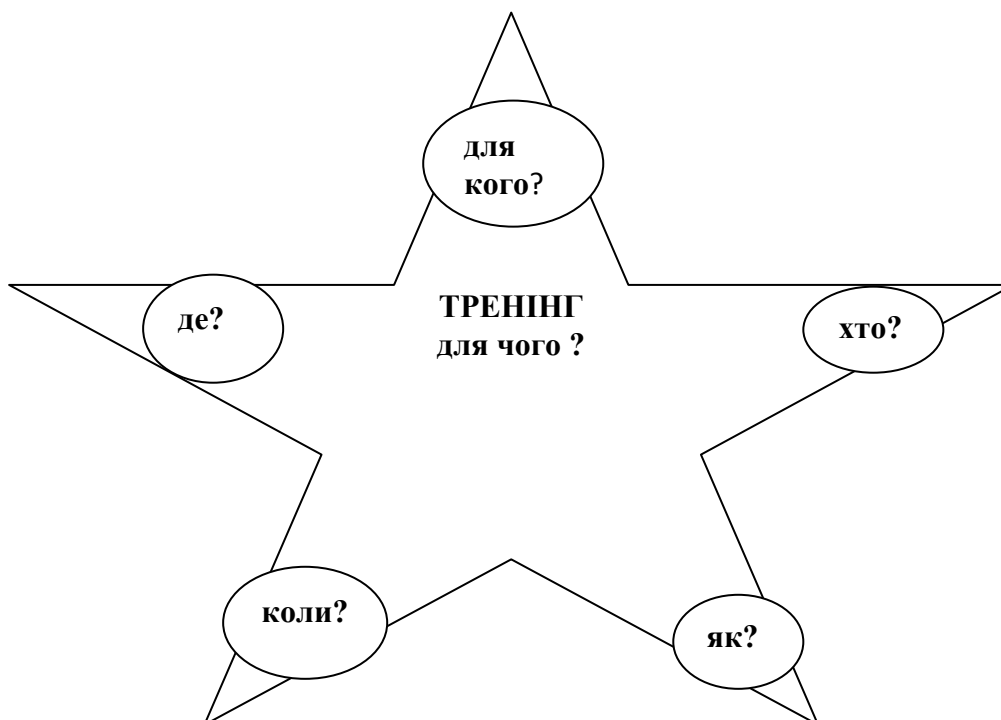 для
кого?
де?
ТРЕНІНГ
для чого ?
хто?
коли?
як?